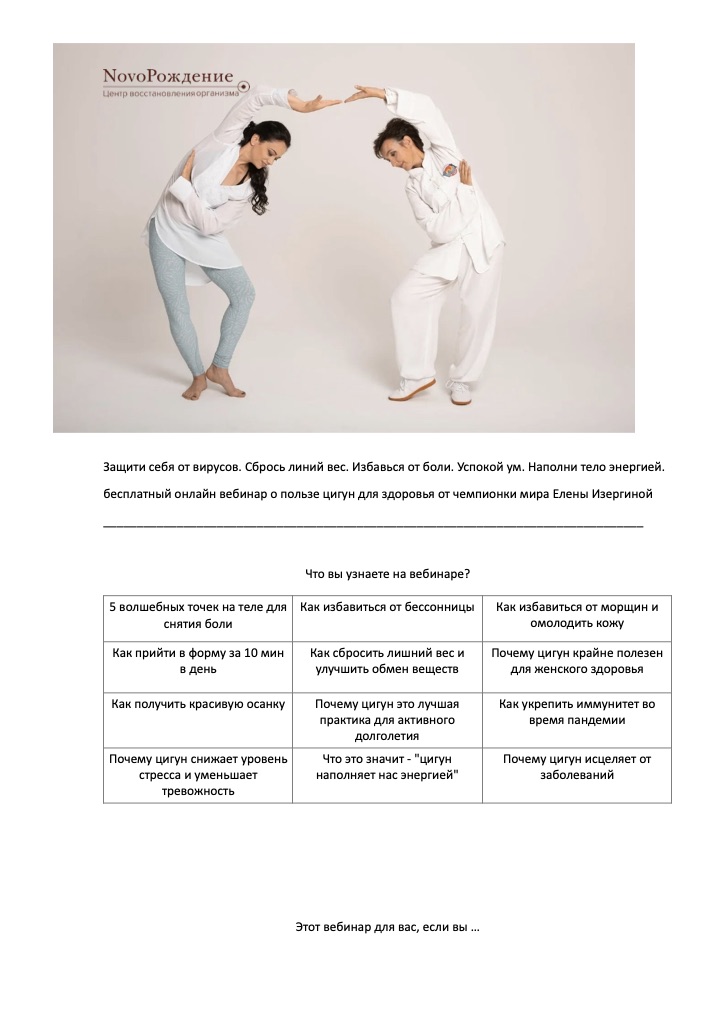 NovoРождение
Центр восстановления организма
Защити себя от вирусов. Сбрось линий вес. Избавься от боли. Успокой ум. Наполни тело энергией.
бесплатный онлайн вебинар о пользе цигун для здоровья от чемпионки мира Елены Изергиной
Что вы узнаете на вебинаре?
5 волшебных точек на теле для
снятия боли
Как избавиться от бессонницы
Как избавиться от морщин и
омолодить кожу
Как прийти в форму за 10 мин
в день
Как сбросить лишний вес и
улучшить обмен веществ
Почему цигун крайне полезен
для женского здоровья
Как получить красивую осанку
Почему цигун это лучшая
практика для активного
долголетия
Как укрепить иммунитет во
время пандемии
Почему цигун снижает уровень
стресса и уменьшает
тревожность
Что это значит - "цигун
наполняет нас энергией"
Почему цигун исцеляет от
заболеваний
Этот вебинар для вас, если вы …